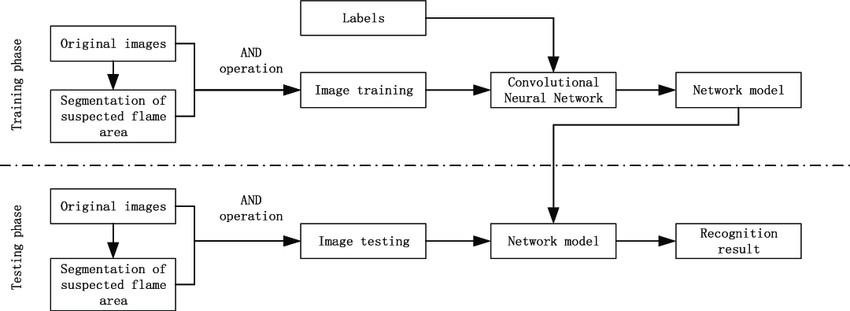 Training phase
Labels
Original images
AND
operation
Segmentation of
suspected flame
area
Image training
Convolutional
Neural Network
Network model
Testing phase
Original images
AND
operation
Segmentation of
suspected flame
area
Image testing
Network model
Recognition
result